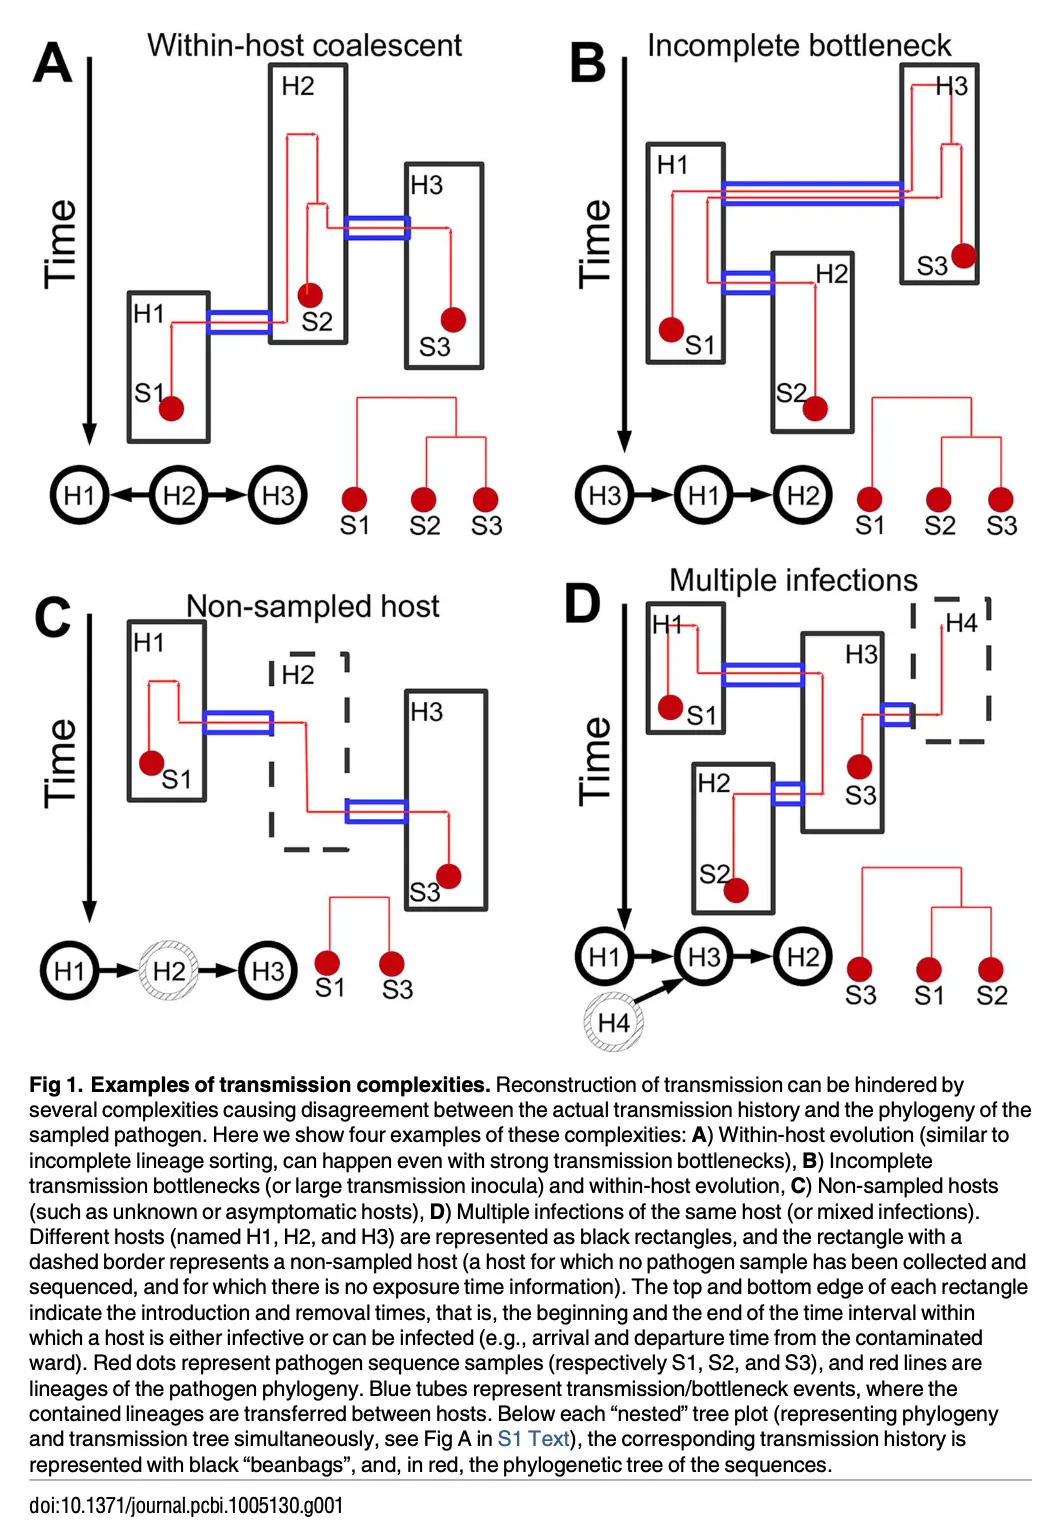 A
Within-host coalescent
Time
H2
H3
H1
S2
S3
S1
H1
H2
H3
S1
S2
S3
B
Incomplete bottleneck
Time
H3
H1
H2
S3
S1
S2
H3
H1
H2
S1
S2
S3
C
Non-sampled host
Time
H1
H2
H3
S1
S3
H1
H2
H3
S1
S3
D
Multiple infections
Time
H1
H4
H3
S1
H2
S3
S2
H1
H3
H2
H4
S3
S1
S2
Fig 1. Examples of transmission complexities. Reconstruction of transmission can be hindered by
several complexities causing disagreement between the actual transmission history and the phylogeny of the
sampled pathogen. Here we show four examples of these complexities: A) Within-host evolution (similar to
incomplete lineage sorting, can happen even with strong transmission bottlenecks), B) Incomplete
transmission bottlenecks (or large transmission inocula) and within-host evolution, C) Non-sampled hosts
(such as unknown or asymptomatic hosts), D) Multiple infections of the same host (or mixed infections).
Different hosts (named H1, H2, and H3) are represented as black rectangles, and the rectangle with a
dashed border represents a non-sampled host (a host for which no pathogen sample has been collected and
sequenced, and for which there is no exposure time information). The top and bottom edge of each rectangle
indicate the introduction and removal times, that is, the beginning and the end of the time interval within
which a host is either infective or can be infected (e.g., arrival and departure time from the contaminated
ward). Red dots represent pathogen sequence samples (respectively S1, S2, and S3), and red lines are
lineages of the pathogen phylogeny. Blue tubes represent transmission/bottleneck events, where the
contained lineages are transferred between hosts. Below each “nested” tree plot (representing phylogeny
and transmission tree simultaneously, see Fig A in S1 Text), the corresponding transmission history is
represented with black “beanbags”, and, in red, the phylogenetic tree of the sequences.
doi:10.1371/journal.pcbi.1005130.g001